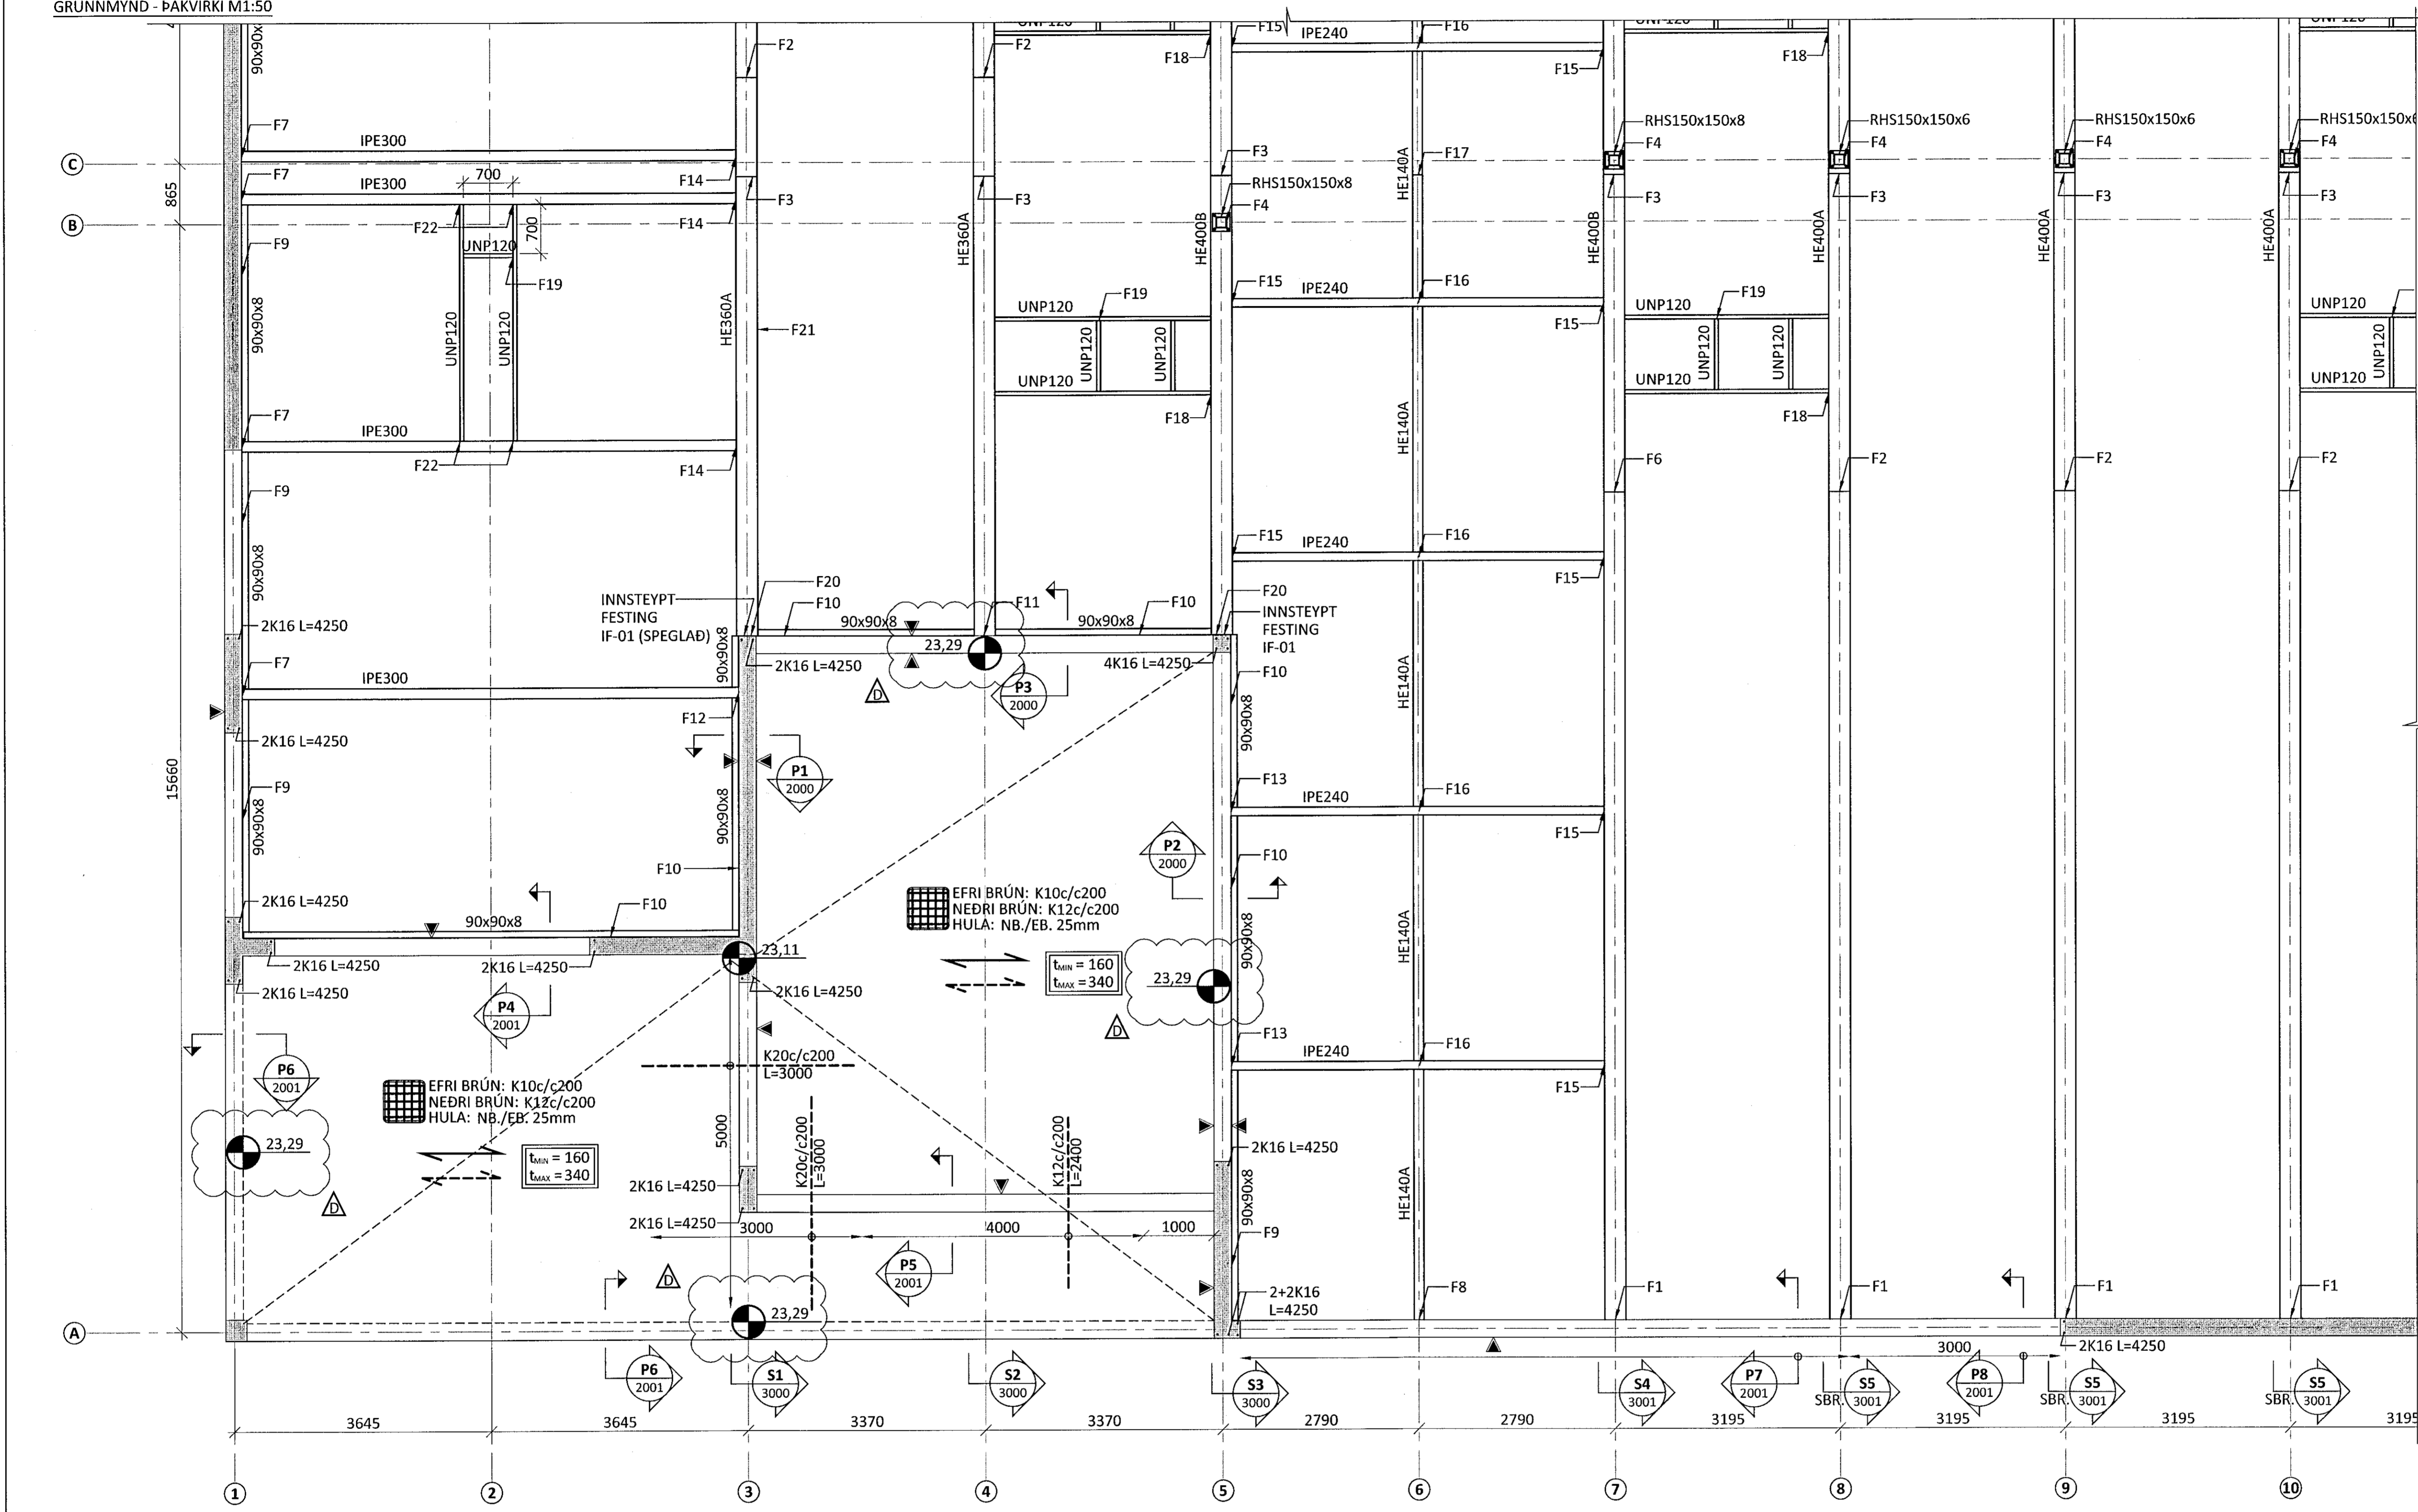 GRUNNMYND - ÞAKVIRKI M1:50
90x90x
F2
F2
UNP120
F18
F15
IPE240
F16
F15
UNP120
F18
UNP120
F7
IPE300
C
F7
IPE300
700
F14
F3
F3
F3
RHS150x150x8
F4
HE140A
F17
RHS150x150x8
F4
F3
RHS150x150x6
F4
F3
RHS150x150x6
F4
F3
RHS150x150x6
F4
F3
865
B
F22
UNP120
700
F14
F9
F19
HE360A
HE400B
HE400B
HE400A
HE400A
HE400A
90x90x8
UNP120
UNP120
HE360A
F21
UNP120
F19
UNP120
UNP120
UNP120
F18
F15
IPE240
F16
F15
UNP120
F19
UNP120
UNP120
UNP120
F18
UNP120
UNP120
UNP120
F7
IPE300
F22
F14
HE140A
F6
F2
F2
F2
F9
90x90x8
F15
IPE240
F16
F15
2K16 L=4250
INNSTEYPT
FESTING
IF-01 (SPEGLAÐ)
F20
F10
90x90x8
F11
90x90x8
F10
F20
INNSTEYPT
FESTING
IF-01
23,29
90x90x8
2K16 L=4250
4K16 L=4250
D
P3
2000
F7
IPE300
F12
F10
90x90x8
HE140A
2K16 L=4250
15660
P1
2000
F9
90x90x8
90x90x8
F13
IPE240
F16
F15
P2
2000
F10
F10
2K16 L=4250
90x90x8
F10
EFRI BRÚN: K10c/c200
NEÐRI BRÚN: K12c/c200
HULA: NB./EB. 25mm
90x90x8
HE140A
2K16 L=4250
2K16 L=4250
23,11
tMIN = 160
tMAX = 340
23,29
2K16 L=4250
2K16 L=4250
P4
2001
D
F13
IPE240
F16
F15
K20c/c200
L=3000
P6
2001
EFRI BRÚN: K10c/c200
NEÐRI BRÚN: K12c/c200
HULA: NB./EB. 25mm
5000
K20c/c200
L=3000
K12c/c200
L=2400
23,29
tMIN = 160
tMAX = 340
2K16 L=4250
90x90x8
HE140A
D
2K16 L=4250
2K16 L=4250
3000
4000
1000
F9
D
P5
2001
2+2K16
L=4250
F8
F1
F1
F1
F1
23,29
A
2K16 L=4250
3000
P6
2001
S1
3000
S2
3000
S3
3000
S4
3001
P7
2001
SBR.
S5
3001
P8
2001
SBR.
S5
3001
SBR.
S5
3001
3645
3645
3370
3370
2790
2790
3195
3195
3195
3195
1
2
3
4
5
6
7
8
9
10